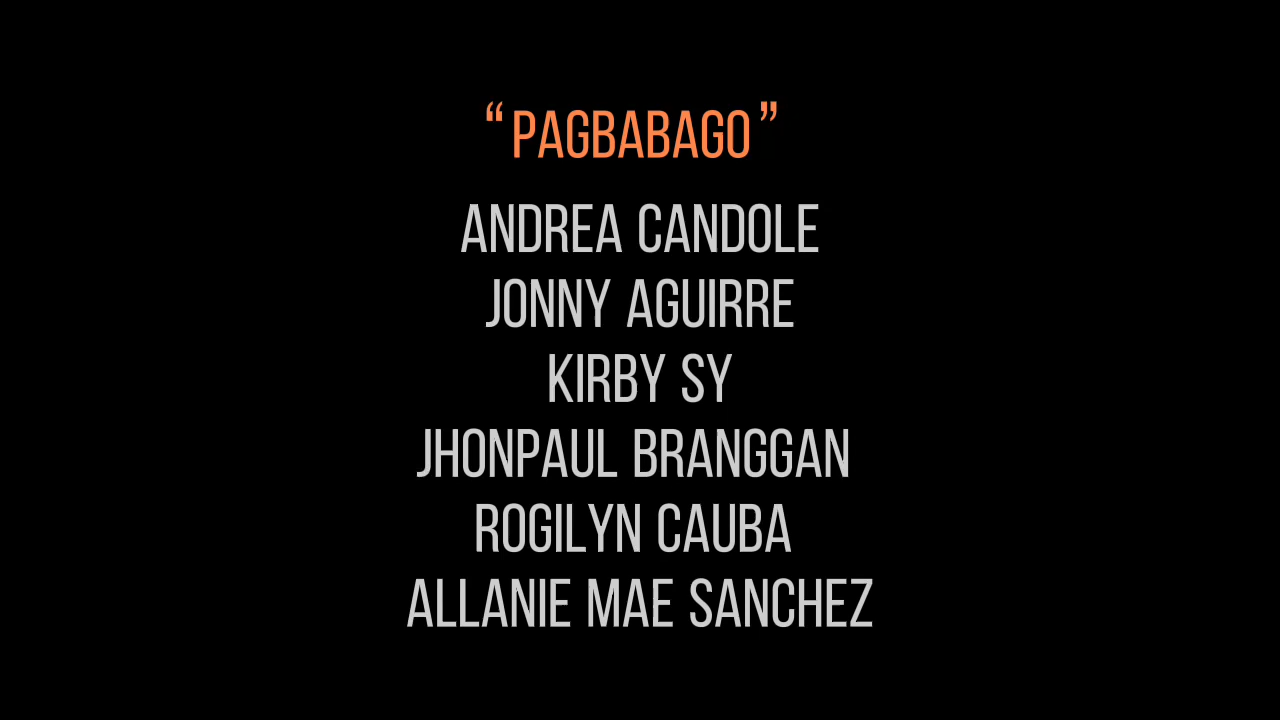 “PAGBABAGO”
ANDREA CANDOLE
JONNY AGUIRRE
KIRBY SY
JHONPAUL BRANGGAN
ROGILYN CAUBA
ALLANIE MAE SANCHEZ